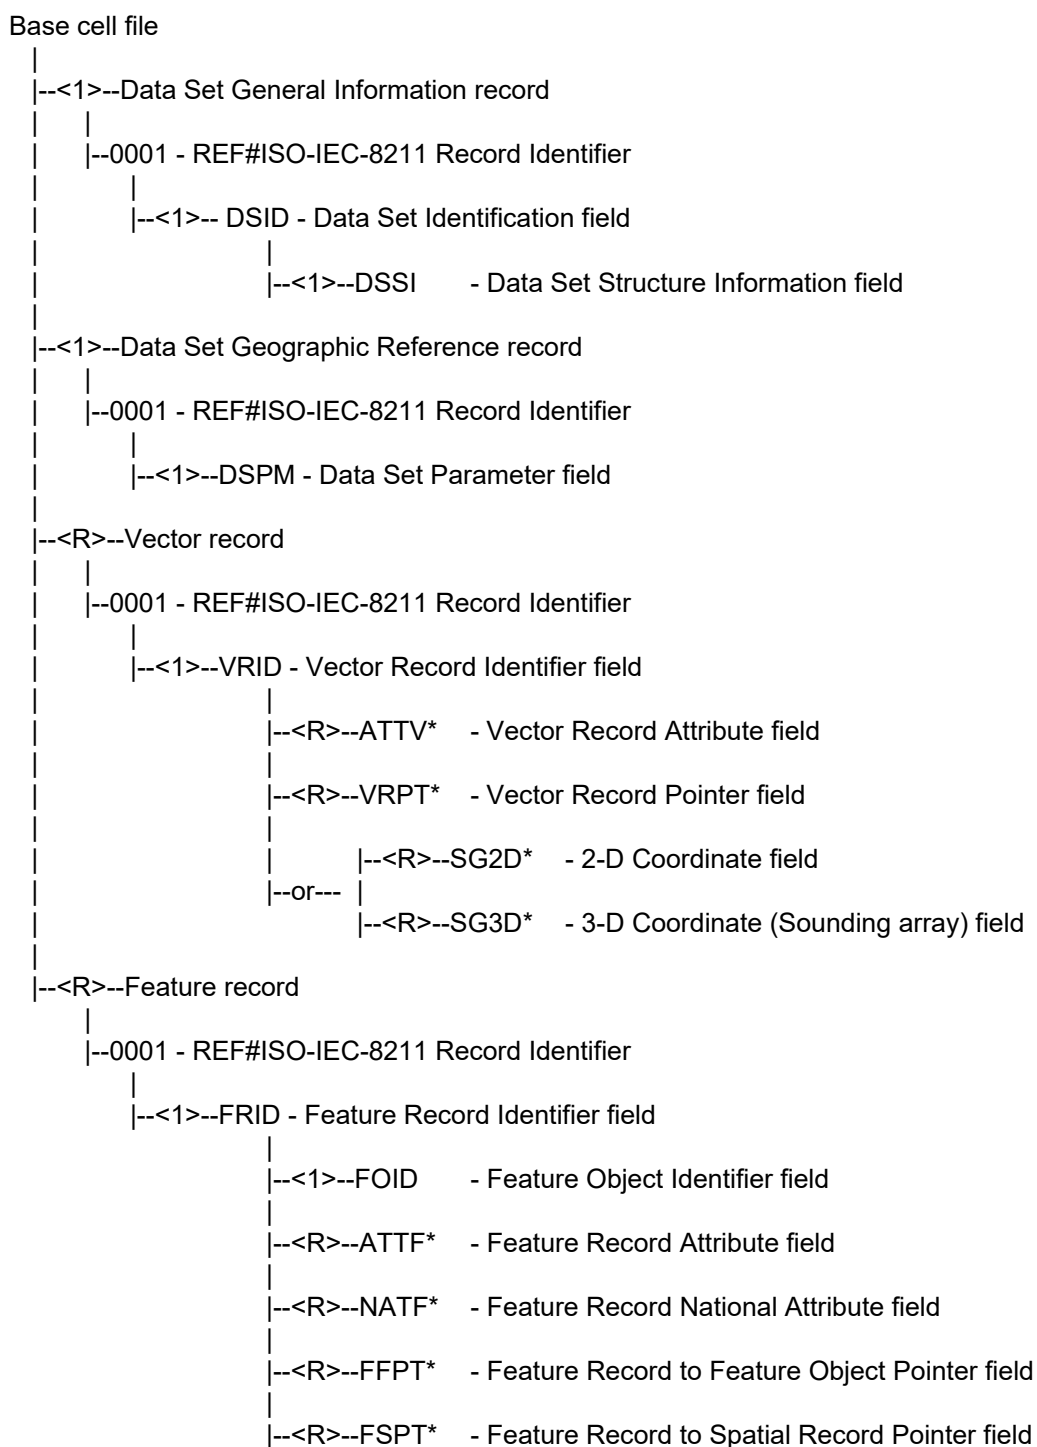 Base cell file
|
|--<1>--Data Set General Information record
| |
| |--0001 - REF#ISO-IEC-8211 Record Identifier
| |
| |--<1>-- DSID - Data Set Identification field
| |
| |--<1>--DSSI - Data Set Structure Information field
|
|--<1>--Data Set Geographic Reference record
| |
| |--0001 - REF#ISO-IEC-8211 Record Identifier
| |
| |--<1>--DSPM - Data Set Parameter field
|
|--<R>--Vector record
| |
| |--0001 - REF#ISO-IEC-8211 Record Identifier
| |
| |--<1>--VRID - Vector Record Identifier field
| |
| |--<R>--ATTV* - Vector Record Attribute field
| |
| |--<R>--VRPT* - Vector Record Pointer field
| |
| | |--<R>--SG2D* - 2-D Coordinate field
| |--or--- |
| |--<R>--SG3D* - 3-D Coordinate (Sounding array) field
|
|--<R>--Feature record
|
|--0001 - REF#ISO-IEC-8211 Record Identifier
|
|--<1>--FRID - Feature Record Identifier field
|
|--<1>--FOID - Feature Object Identifier field
|
|--<R>--ATTF* - Feature Record Attribute field
|
|--<R>--NATF* - Feature Record National Attribute field
|
|--<R>--FFPT* - Feature Record to Feature Object Pointer field
|
|--<R>--FSPT* - Feature Record to Spatial Record Pointer field